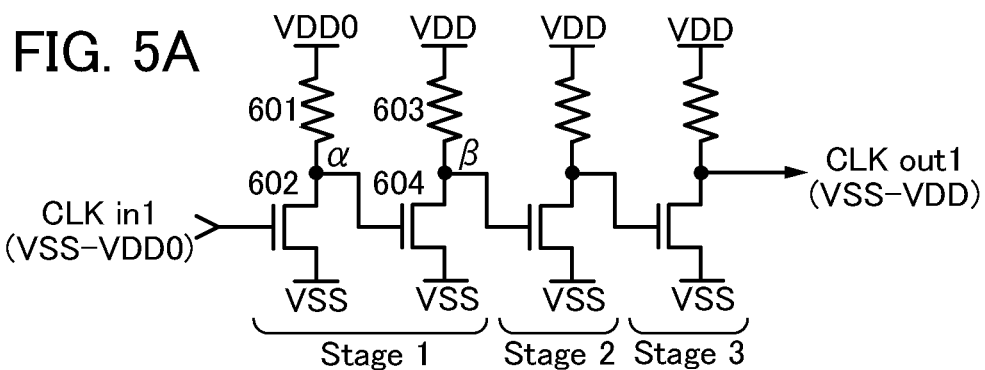 FIG. 5A
VDD0 VDD VDD VDD
601 603
α β
602 604
CLK in1
(VSS-VDD0)
CLK out1
(VSS-VDD)
VSS VSS VSS VSS
Stage 1 Stage 2 Stage 3